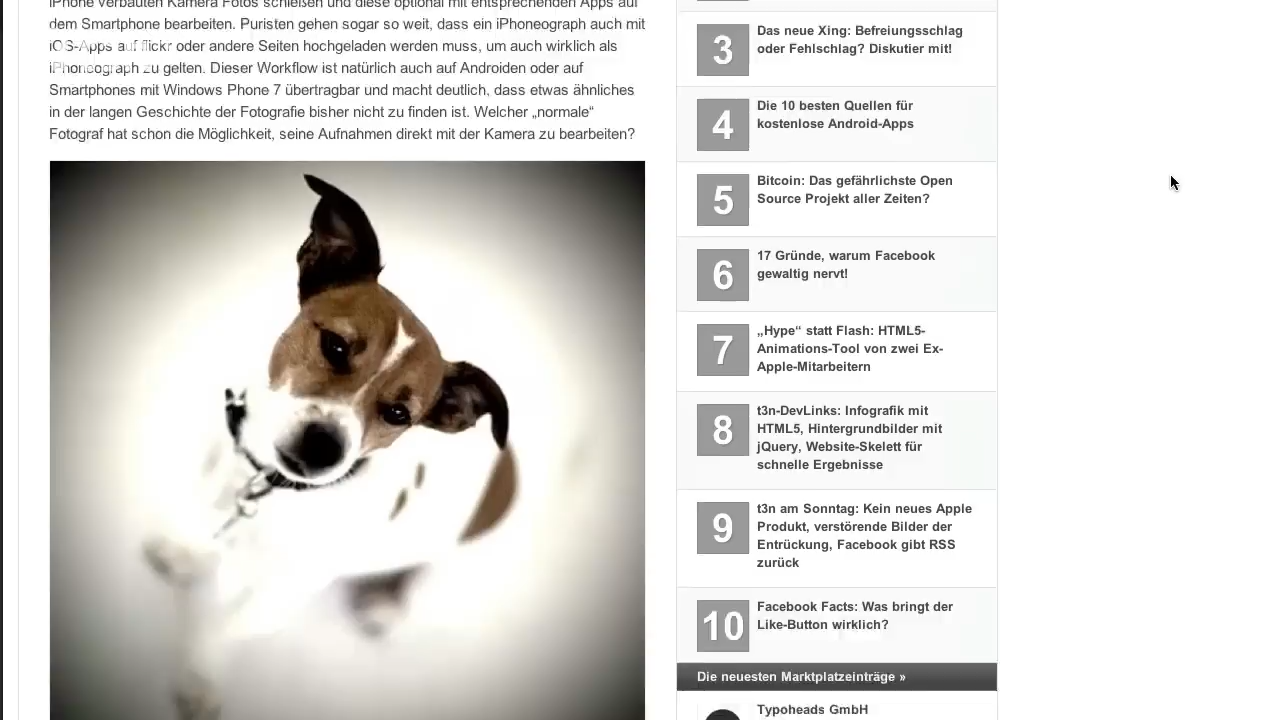 iPhone verbauten Kamera Fotos schießen und diese optional mit entsprechenden Apps auf
dem Smartphone bearbeiten. Puristen gehen sogar so weit, dass ein iPhoneograph auch mit
iOS-Apps auf flickr oder andere Seiten hochgeladen werden muss, um auch wirklich als
iPhoneograph zu gelten. Dieser Workflow ist natürlich auch auf Androiden oder auf
Smartphones mit Windows Phone 7 übertragbar und macht deutlich, dass etwas ähnliches
in der langen Geschichte der Fotografie bisher nicht zu finden ist. Welcher „normale“
Fotograf hat schon die Möglichkeit, seine Aufnahmen direkt mit der Kamera zu bearbeiten?
3 Das neue Xing: Befreiungsschlag
oder Fehlschlag? Diskutier mit!
4 Die 10 besten Quellen für
kostenlose Android-Apps
5 Bitcoin: Das gefährlichste Open
Source Projekt aller Zeiten?
6 17 Gründe, warum Facebook
gewaltig nervt!
7 „Hype“ statt Flash: HTML5-
Animations-Tool von zwei Ex-
Apple-Mitarbeitern
8 t3n-DevLinks: Infografik mit
HTML5, Hintergrundbilder mit
jQuery, Website-Skelett für
schnelle Ergebnisse
9 t3n am Sonntag: Kein neues Apple
Produkt, verstörende Bilder der
Entrückung, Facebook gibt RSS
zurück
10 Facebook Facts: Was bringt der
Like-Button wirklich?
Die neuesten Marktplatzeinträge »
Typoheads GmbH